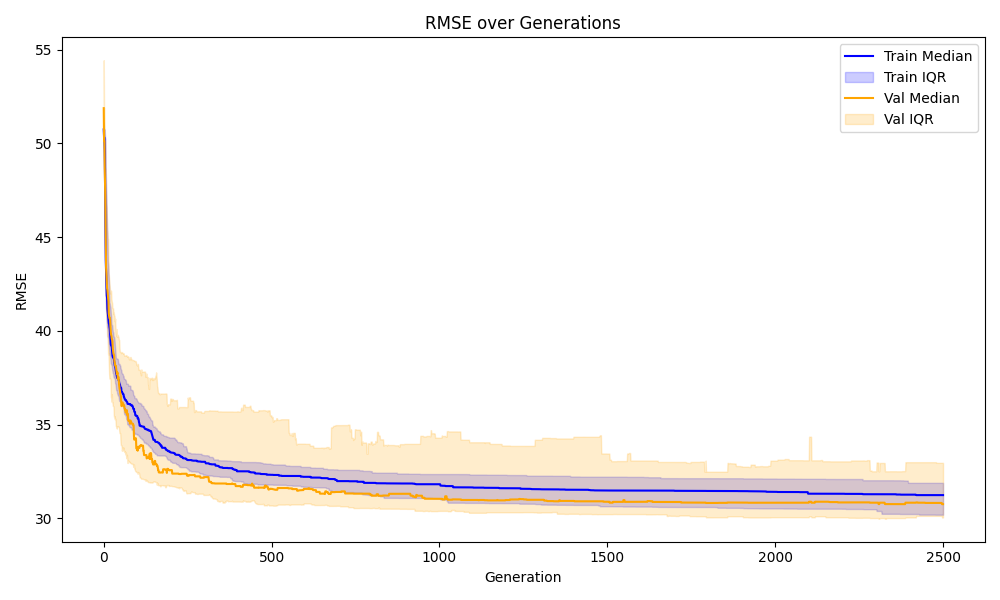 RMSE over Generations
55
50
45
40
35
30
RMSE
Train Median
Train IQR
Val Median
Val IQR
0
500
1000
1500
2000
2500
Generation